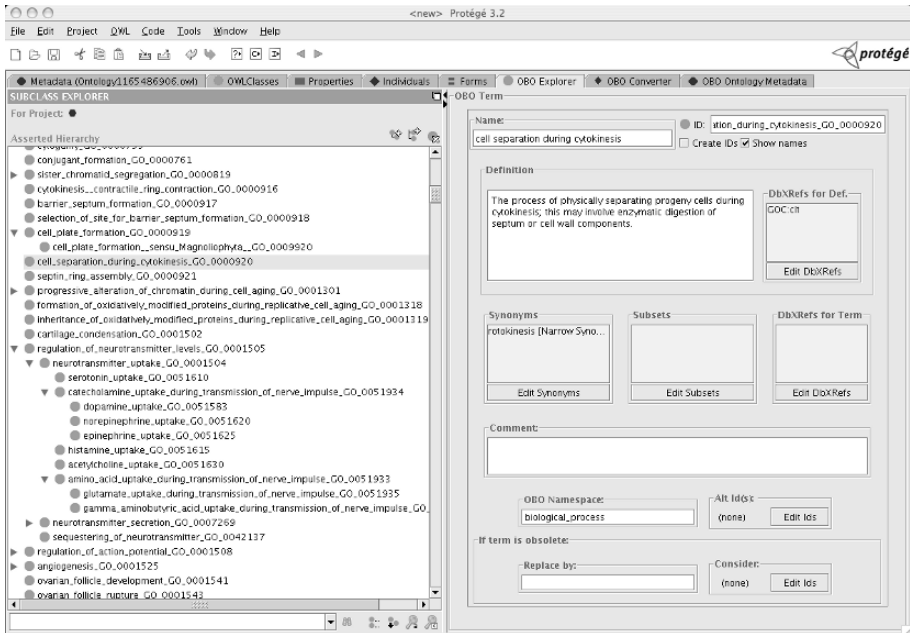 <new> Protégé 3.2
File Edit Project OWL Code Tools Window Help
protégé
Metadata (Ontology1165486906.owl) OWLClasses Properties Individuals Forms OBO Explorer OBO Converter OBO Ontology Metadata
SUBCLASS EXPLORER
For Project:
Asserted Hierarchy
conjugant_formation_GO_0000761
sister_chromatid_segregation_GO_0000819
cytokinesis__contractile_ring_contraction_GO_0000916
barrier_septum_formation_GO_0000917
selection_of_site_for_barrier_septum_formation_GO_0000918
cell_plate_formation_GO_0000919
cell_plate_formation__sensu_Magnoliophyta__GO_0009920
cell_separation_during_cytokinesis_GO_0000920
septin_ring_assembly_GO_0000921
progressive_alteration_of_chromatin_during_cell_aging_GO_0001301
formation_of_oxidatively_modified_proteins_during_replicative_cell_aging_GO_0001318
inheritance_of_oxidatively_modified_proteins_during_replicative_cell_aging_GO_0001319
cartilage_condensation_GO_0001502
regulation_of_neurotransmitter_levels_GO_0001505
neurotransmitter_uptake_GO_0001504
serotonin_uptake_GO_0051610
catecholamine_uptake_during_transmission_of_nerve_impulse_GO_0051934
dopamine_uptake_GO_0051583
norepinephrine_uptake_GO_0051620
epinephrine_uptake_GO_0051625
histamine_uptake_GO_0051615
acetylcholine_uptake_GO_0051630
amino_acid_uptake_during_transmission_of_nerve_impulse_GO_0051933
glutamate_uptake_during_transmission_of_nerve_impulse_GO_0051935
gamma_aminobutyric_acid_uptake_during_transmission_of_nerve_impulse_GO_
neurotransmitter_secretion_GO_0007269
sequestering_of_neurotransmitter_GO_0042137
regulation_of_action_potential_GO_0001508
angiogenesis_GO_0001525
ovarian_follicle_development_GO_0001541
ovarian_follicle_rupture_GO_0001543
OBO Term
Name:
cell separation during cytokinesis
ID: ation_during_cytokinesis_GO_0000920
Create IDs Show names
Definition
The process of physically separating progeny cells during
cytokinesis; this may involve enzymatic digestion of
septum or cell wall components.
DbXRefs for Def.
GOC:clt
Edit DbXRefs
Synonyms
rotokinesis [Narrow Syno...
Edit Synonyms
Subsets
Edit Subsets
DbXRefs for Term
Edit DbXRefs
Comment:
OBO Namespace:
biological_process
Alt Id(s):
(none) Edit Ids
If term is obsolete:
Replace by:
Consider:
(none) Edit Ids